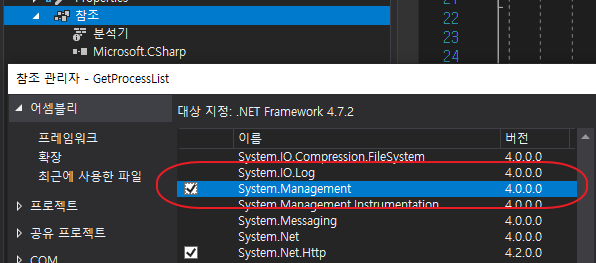 Properties
참조
분석기
Microsoft.CSharp
21
22
23
24
참조 관리자 - GetProcessList
어셈블리
프레임워크
확장
최근에 사용한 파일
프로젝트
공유 프로젝트
COM
대상 지정: .NET Framework 4.7.2
이름 버전
System.IO.Compression.FileSystem 4.0.0.0
System.IO.Log 4.0.0.0
System.Management 4.0.0.0
System.Management.Instrumentation 4.0.0.0
System.Messaging 4.0.0.0
System.Net 4.0.0.0
System.Net.Http 4.2.0.0